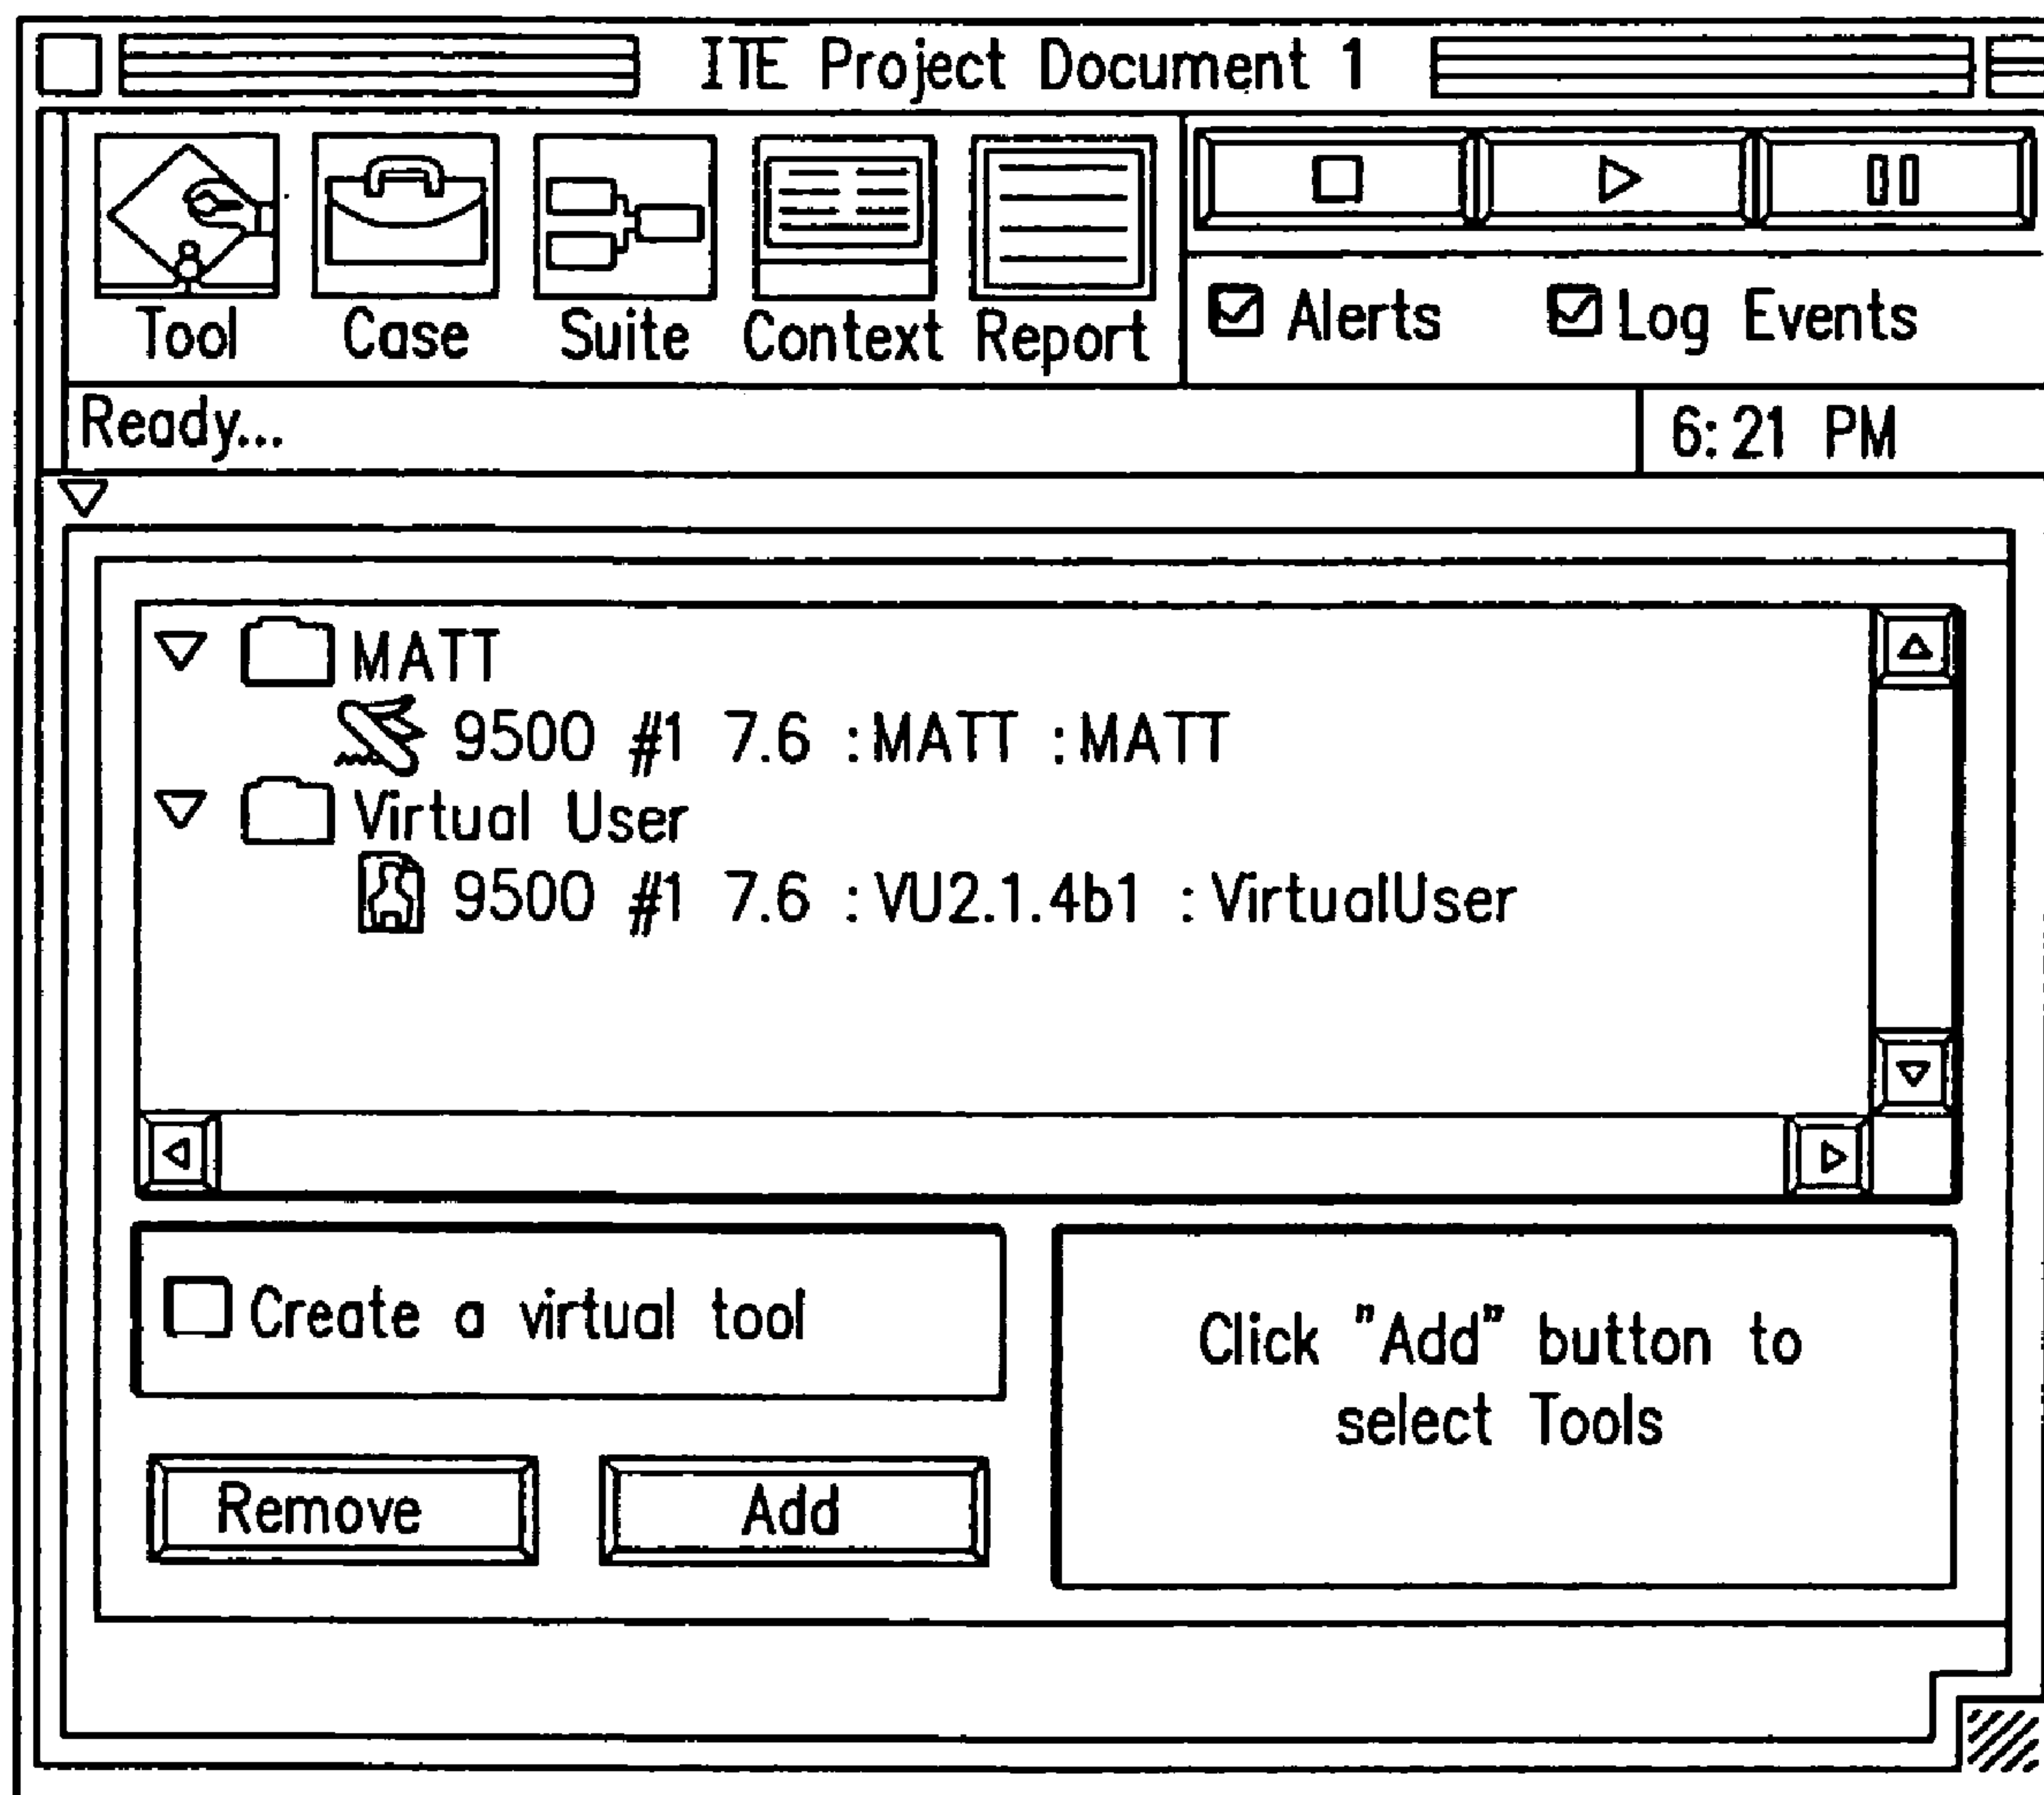 ITE Project Document 1
Tool Case Suite Context Report
Alerts Log Events
Ready... 6:21 PM
MATT
9500 #1 7.6 :MATT :MATT
Virtual User
9500 #1 7.6 :VU2.1.4b1 :VirtualUser
Create a virtual tool
Click "Add" button to
select Tools
Remove Add